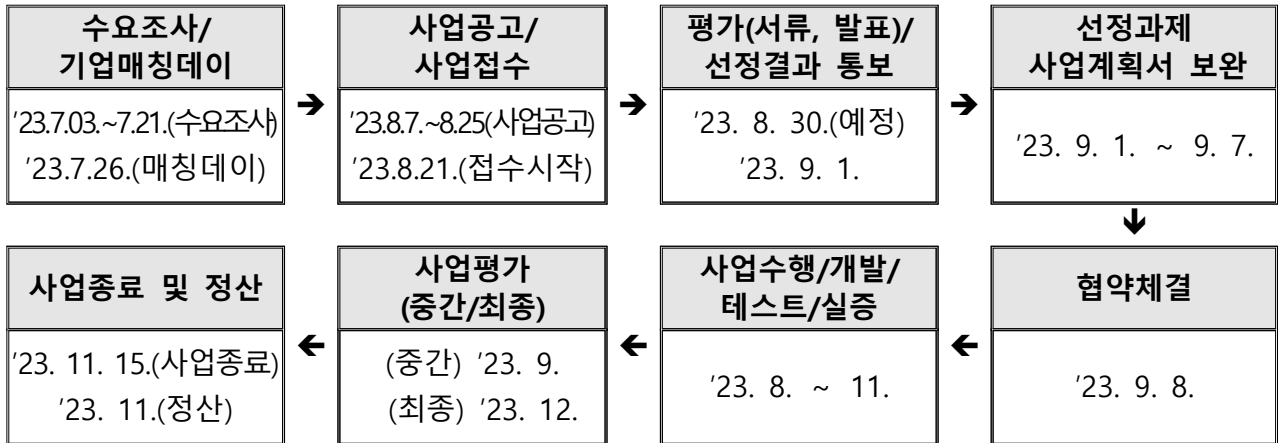 수요조사/
기업매칭데이
'23.7.03.~7.21.(수요조사)
'23.7.26.(매칭데이)
사업공고/
사업접수
'23.8.7.~8.25(사업공고)
'23.8.21.(접수시작)
평가(서류, 발표)/
선정결과 통보
'23. 8. 30.(예정)
'23. 9. 1.
선정과제
사업계획서 보완
'23. 9. 1. ~ 9. 7.
협약체결
'23. 9. 8.
사업수행/개발/
테스트/실증
'23. 8. ~ 11.
사업평가
(중간/최종)
(중간) '23. 9.
(최종) '23. 12.
사업종료 및 정산
'23. 11. 15.(사업종료)
'23. 11.(정산)